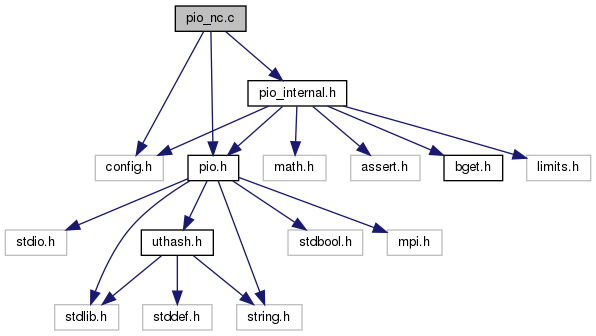 pio_nc.c
pio_internal.h
config.h
pio.h
math.h
assert.h
bget.h
limits.h
stdio.h
uthash.h
stdbool.h
mpi.h
stdlib.h
stddef.h
string.h